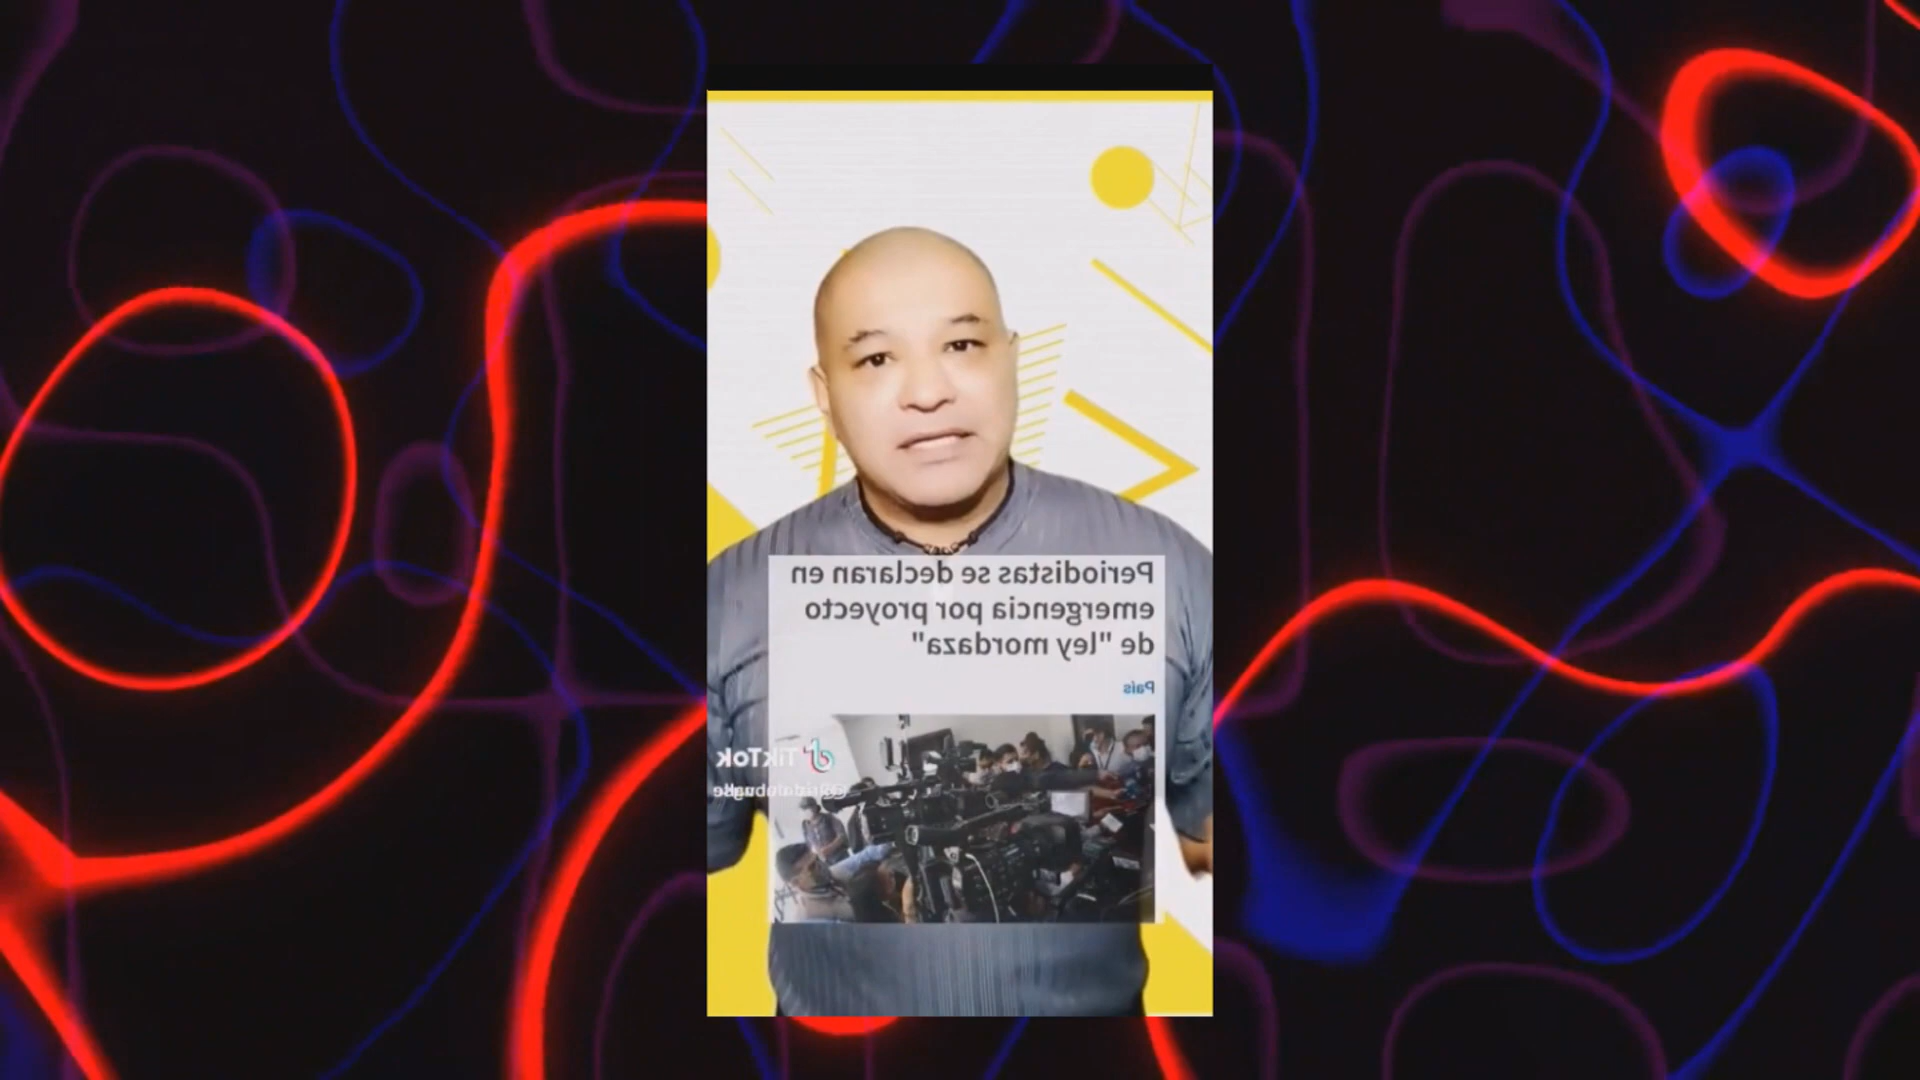 Periodistas se declaran en
emergencia por proyecto
de "ley mordaza"
País
TikTok